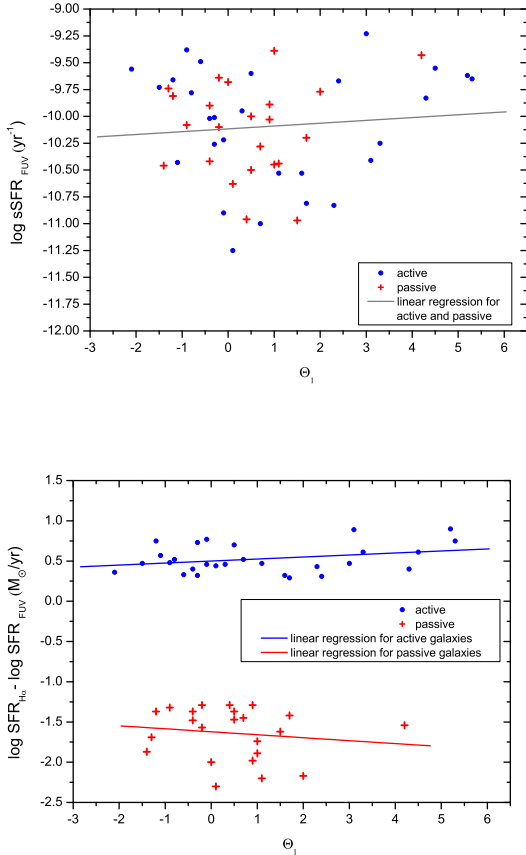 -9.00
-9.25
-9.50
-9.75
-10.00
-10.25
-10.50
-10.75
-11.00
-11.25
-11.50
-11.75
-12.00
log sSFR FUV (yr-1)
active
passive
linear regression for
active and passive
-3 -2 -1 0 1 2 3 4 5 6
ΘI
1.5
1.0
0.5
0.0
-0.5
-1.0
-1.5
-2.0
-2.5
log SFRHα- log SFR FUV (M⊙/yr)
active
passive
linear regression for active galaxies
linear regression for passive galaxies
-3 -2 -1 0 1 2 3 4 5 6
ΘI